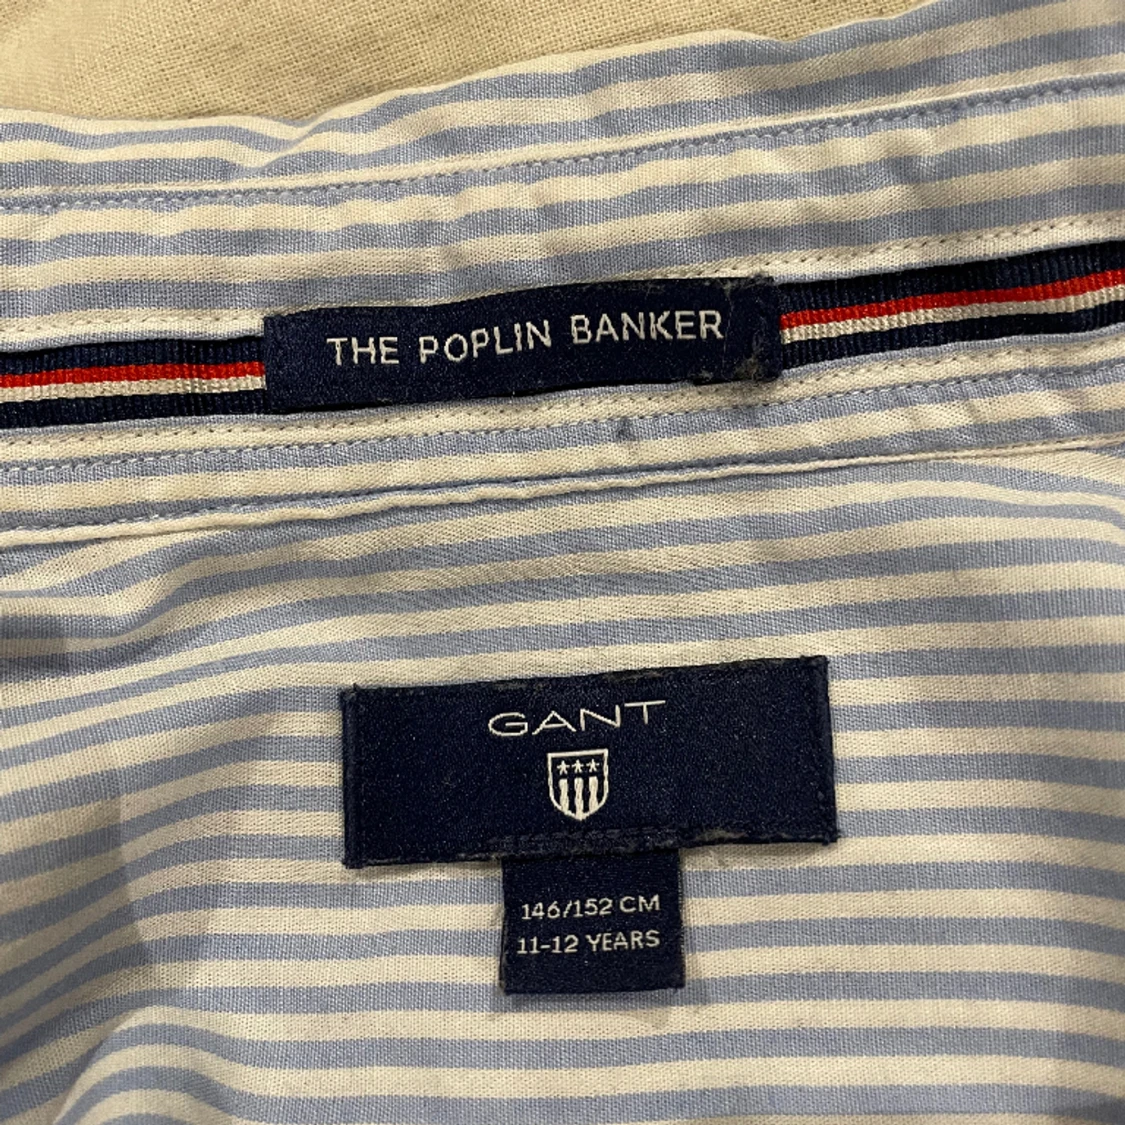 THE POPLIN BANKER
GANT
146/152 CM
11-12 YEARS